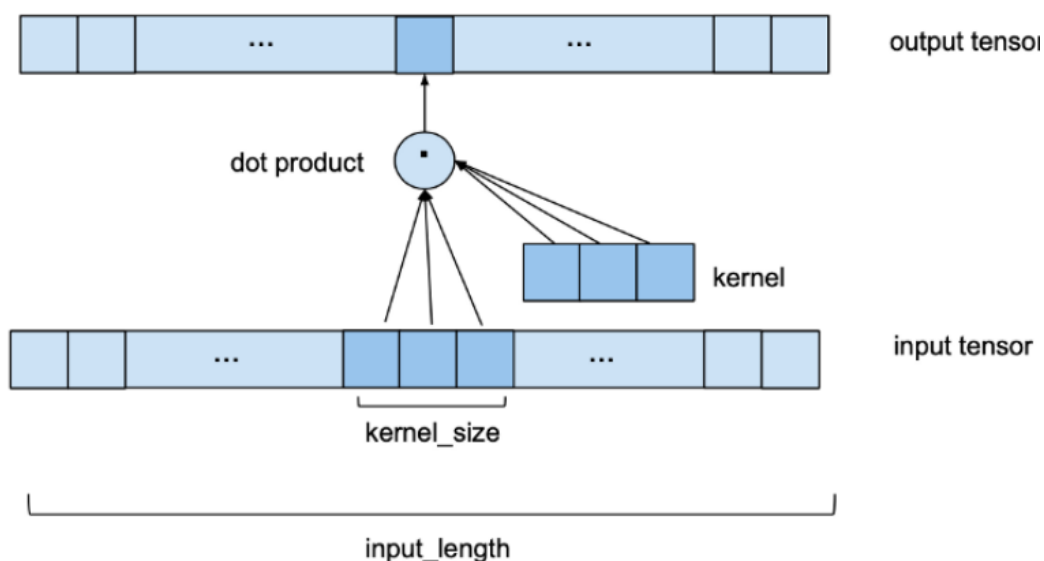 ... ...
output tensor
dot product
kernel
... ...
input tensor
kernel_size
input_length